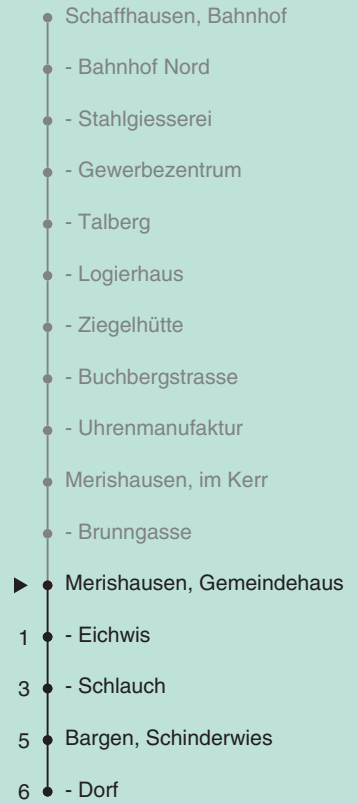 Schaffhausen, Bahnhof
- Bahnhof Nord
- Stahlgiesserei
- Gewerbezentrum
- Talberg
- Logierhaus
- Ziegelhütte
- Buchbergstrasse
- Uhrenmanufaktur
Merishausen, im Kerr
- Brunngasse
Merishausen, Gemeindehaus
1 - Eichwis
3 - Schlauch
5 Bargen, Schinderwies
6 - Dorf